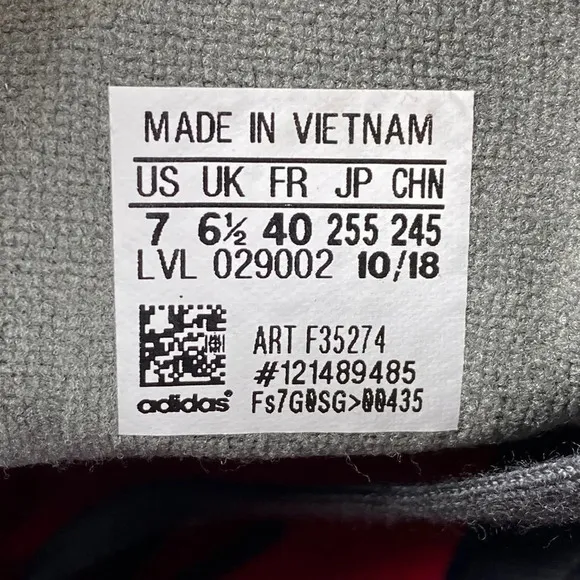 MADE IN VIETNAM
US UK FR JP CHN
7 6½ 40 255 245
LVL 029002 10/18
ART F35274
#121489485
adidas® Fs7G0SG>00435